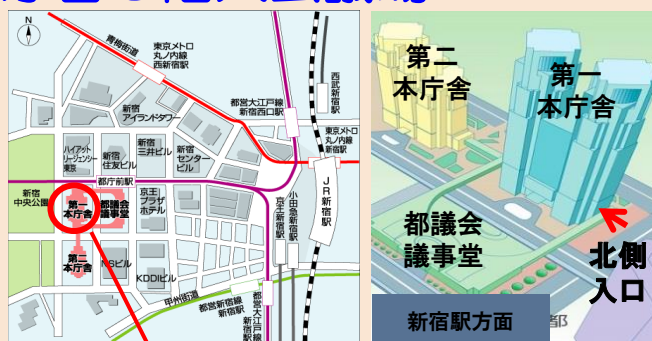 N
青梅街道
東京メトロ
丸ノ内線
西新宿駅
西武新宿駅
新宿
アイランドタワー
都営大江戸線
新宿西口駅
東京メトロ
丸ノ内線
新宿駅
ハイアット
リージェンシー
東京
新宿
住友ビル
新宿
三井ビル
新宿
センター
ビル
都庁前駅
新宿
中央公園
第一
本庁舎
都議会
議事堂
京王
プラザ
ホテル
京王新宿駅
小田急新宿駅
JR新宿駅
第二
本庁舎
NSビル
KDDIビル
甲州街道
都営新宿線
新宿駅
都営大江戸線
新宿駅
第二
本庁舎
第一
本庁舎
都議会
議事堂
北側
入口
新宿駅方面
都